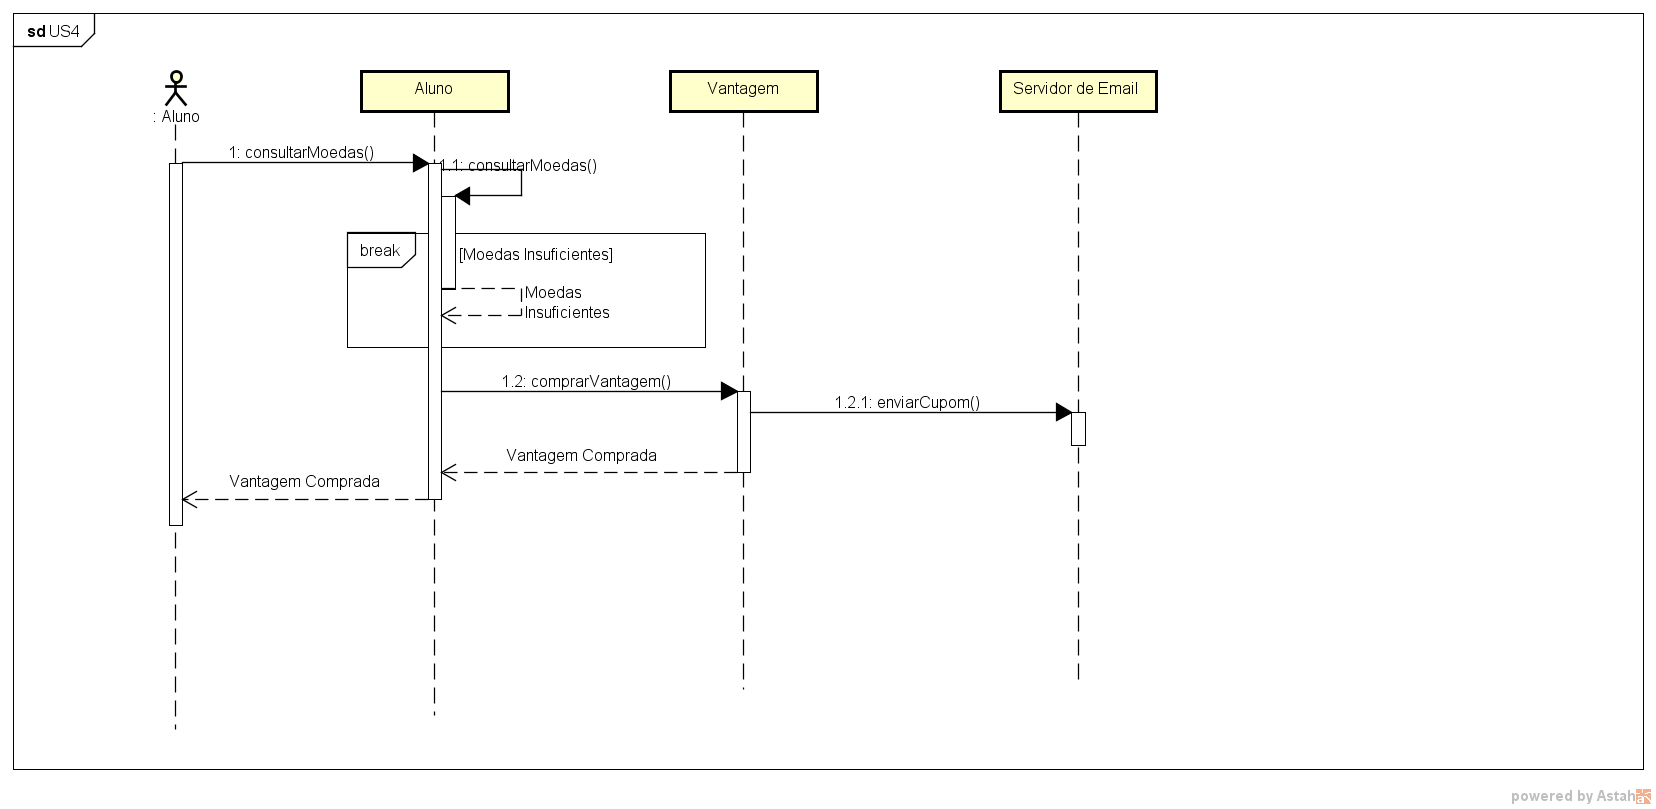 sd US4
: Aluno
Aluno
Vantagem
Servidor de Email
1: consultarMoedas()
1.1: consultarMoedas()
break
[Moedas Insuficientes]
Moedas
Insuficientes
1.2: comprarVantagem()
1.2.1: enviarCupom()
Vantagem Comprada
Vantagem Comprada
powered by Astah